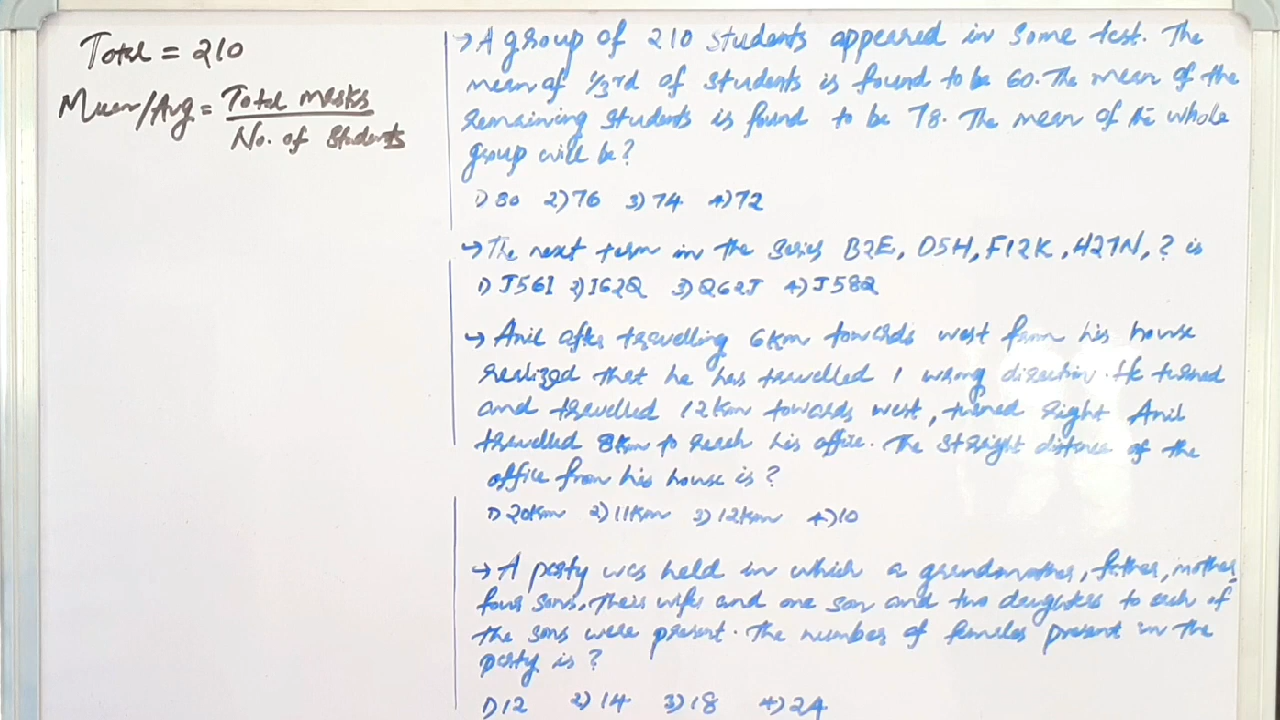 Total = 210
Mean/Avg = Total marks
No. of students
→ A group of 210 students appeared in some test. The
mean of 1/3rd of students is found to be 60. The mean of the
remaining students is found to be 78. The mean of the whole
group will be?
1) 80 2) 76 3) 74 4) 72
→ The next term in the series B2E, D5H, F12K, H27N, ? is
1) J56I 2) I62Q 3) Q62J 4) J58Q
→ Anil after travelling 6km towards west from his house
realized that he has travelled 1 wrong direction. He turned
and travelled 12km towards west, turned right Anil
travelled 8km to reach his office. The straight distance of the
office from his house is?
1) 20km 2) 11km 3) 12km 4) 10
→ A party was held in which a grandmother, father, mother,
four sons, their wifes and one son and two daughters to each of
the sons were present. The number of females present in the
party is?
1) 12 2) 14 3) 18 4) 24